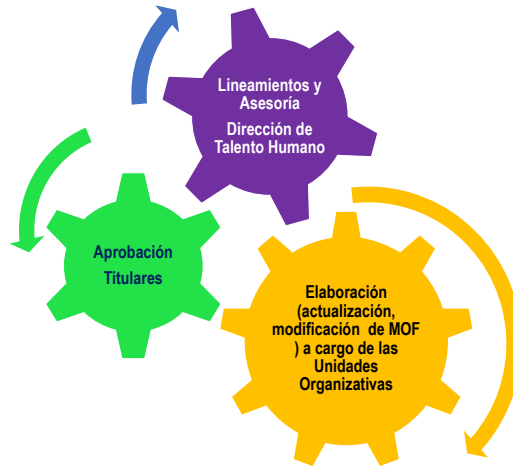 Lineamientos y
Asesoría
Dirección de
Talento Humano
Aprobación
Titulares
Elaboración
(actualización,
modificación de MOF
) a cargo de las
Unidades
Organizativas